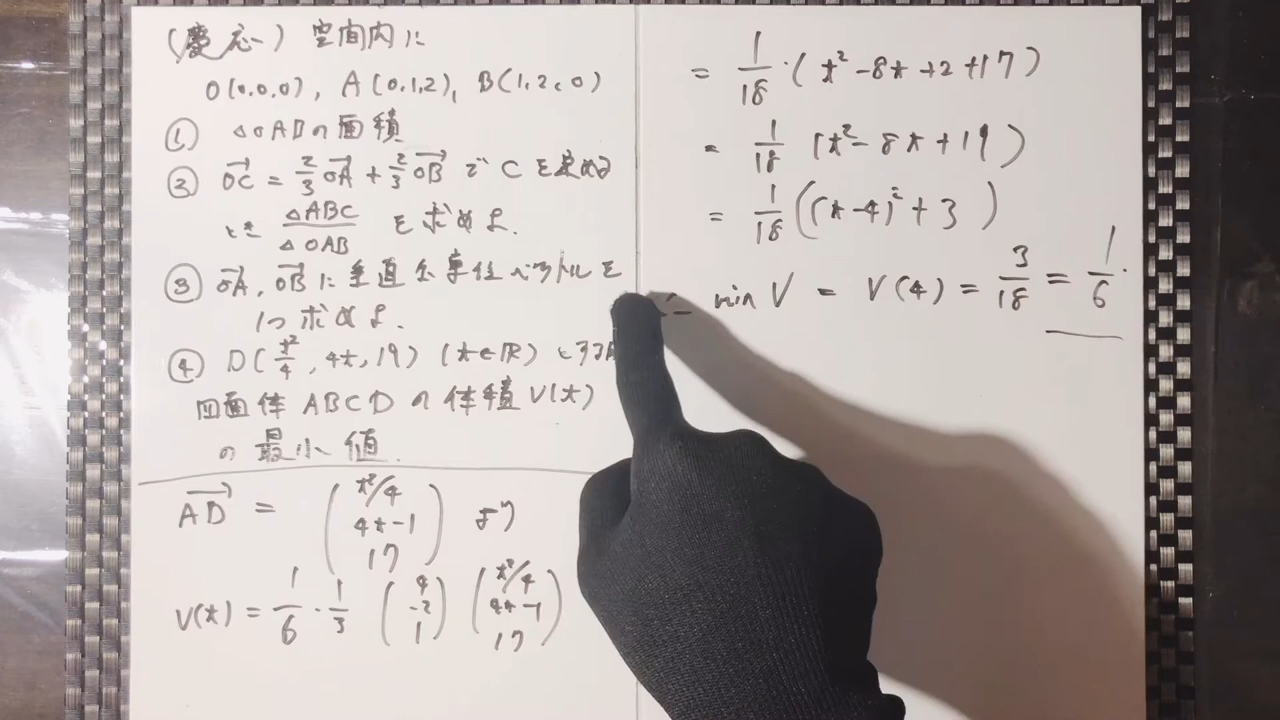 (慶応) 空間内に
O(0,0,0), A(0,1,2), B(1,2,0)
① △OABの面積
② OC = 2/3 OA + 2/3 OB で C を定める
とき △ABC/△OAB を求めよ.
③ OA, OB に垂直な単位ベクトルを
1つ求めよ.
④ D(t²/4, 4t, 19) (t∈ℝ) とする
四面体 ABCD の体積 V(t)
の最小値.
AD = (t²/4 4t-1 17) より
V(t) = 1/6 · 1/3 (4 -2 1) (t²/4 4t-1 17)
= 1/18 · (t² - 8t + 2 + 17)
= 1/18 (t² - 8t + 19)
= 1/18 ((t-4)² + 3)
min V = V(4) = 3/18 = 1/6.